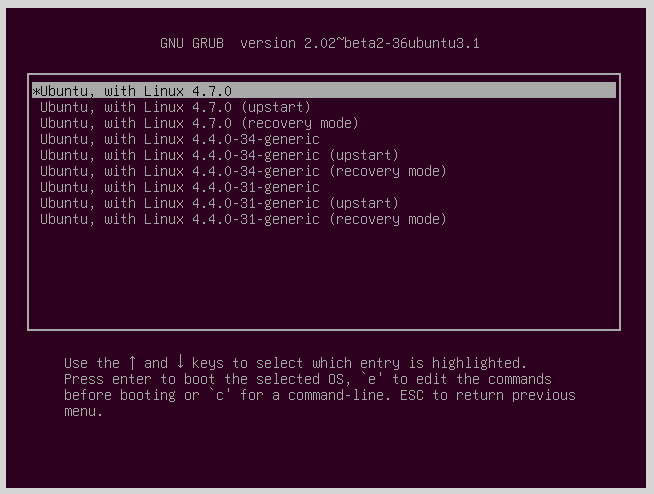 GNU GRUB  version 2.02~beta2-36ubuntu3.1
*Ubuntu, with Linux 4.7.0
Ubuntu, with Linux 4.7.0 (upstart)
Ubuntu, with Linux 4.7.0 (recovery mode)
Ubuntu, with Linux 4.4.0-34-generic
Ubuntu, with Linux 4.4.0-34-generic (upstart)
Ubuntu, with Linux 4.4.0-34-generic (recovery mode)
Ubuntu, with Linux 4.4.0-31-generic
Ubuntu, with Linux 4.4.0-31-generic (upstart)
Ubuntu, with Linux 4.4.0-31-generic (recovery mode)
Use the ↑ and ↓ keys to select which entry is highlighted.
Press enter to boot the selected OS, `e' to edit the commands
before booting or `c' for a command-line. ESC to return previous
menu.